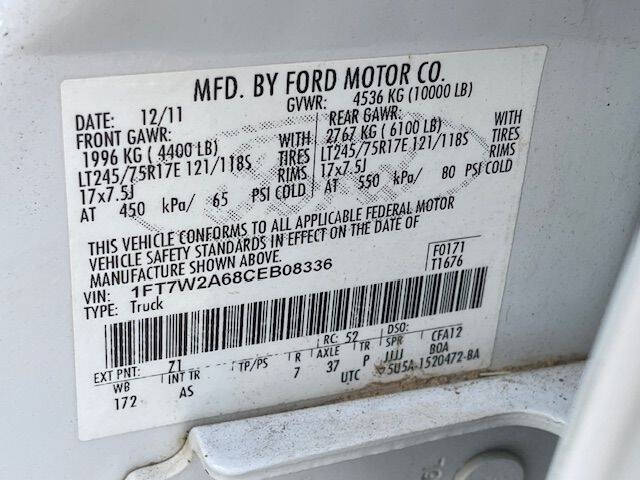 MFD. BY FORD MOTOR CO.
DATE: 12/11 GVWR: 4536 KG (10000 LB)
FRONT GAWR: REAR GAWR:
1996 KG ( 4400 LB) WITH 2767 KG ( 6100 LB) WITH
LT245/75R17E 121/118S TIRES LT245/75R17E 121/118S TIRES
17x7.5J RIMS 17x7.5J RIMS
AT 450 kPa/ 65 PSI COLD AT 550 kPa/ 80 PSI COLD
THIS VEHICLE CONFORMS TO ALL APPLICABLE FEDERAL MOTOR
VEHICLE SAFETY STANDARDS IN EFFECT ON THE DATE OF
MANUFACTURE SHOWN ABOVE.
VIN: 1FT7W2A68CEB08336 F0171
TYPE: Truck T1676
EXT PNT: Z1 RC: 52 DSO:
WB INT TR TP/PS R AXLE TR SPR CFA12
172 AS 7 37 P JJJJ BOA
UTC 5U5A-1520472-BA